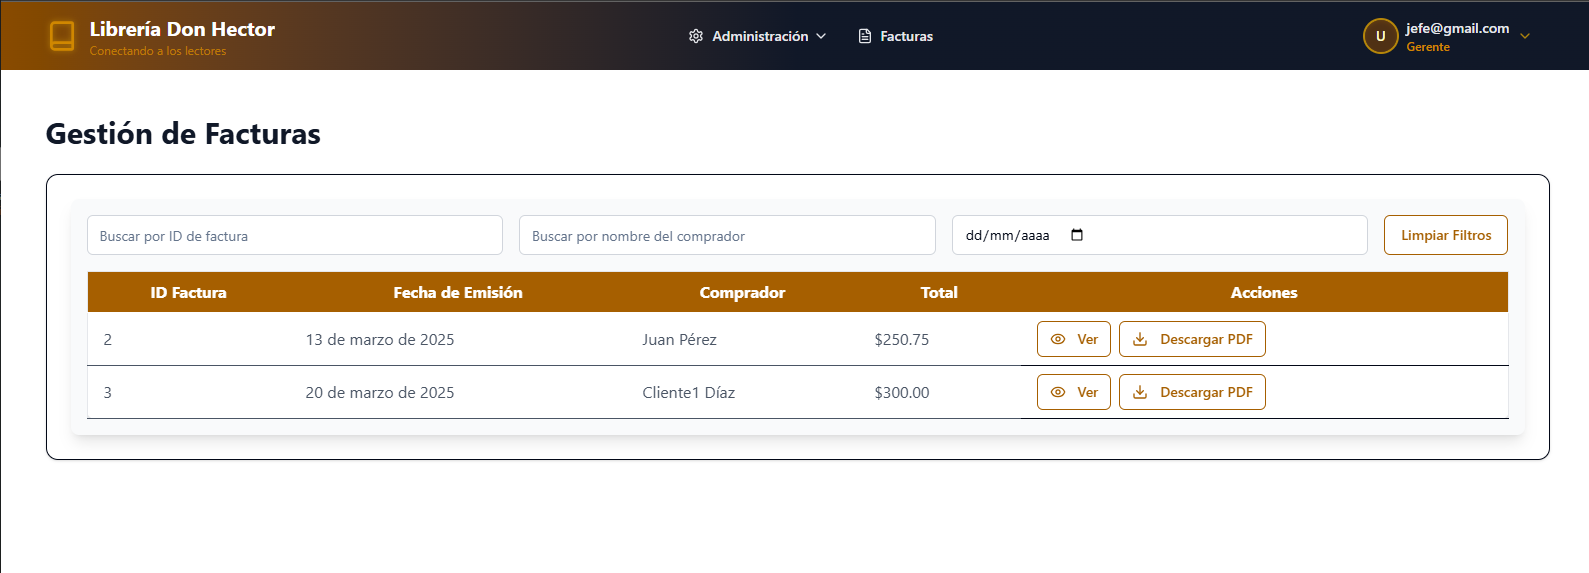 Librería Don Hector
Conectando a los lectores
Administración
Facturas
U
jefe@gmail.com
Gerente
Gestión de Facturas
Buscar por ID de factura
Buscar por nombre del comprador
dd/mm/aaaa
Limpiar Filtros
ID Factura Fecha de Emisión Comprador Total Acciones
2 13 de marzo de 2025 Juan Pérez $250.75 Ver Descargar PDF
3 20 de marzo de 2025 Cliente1 Díaz $300.00 Ver Descargar PDF